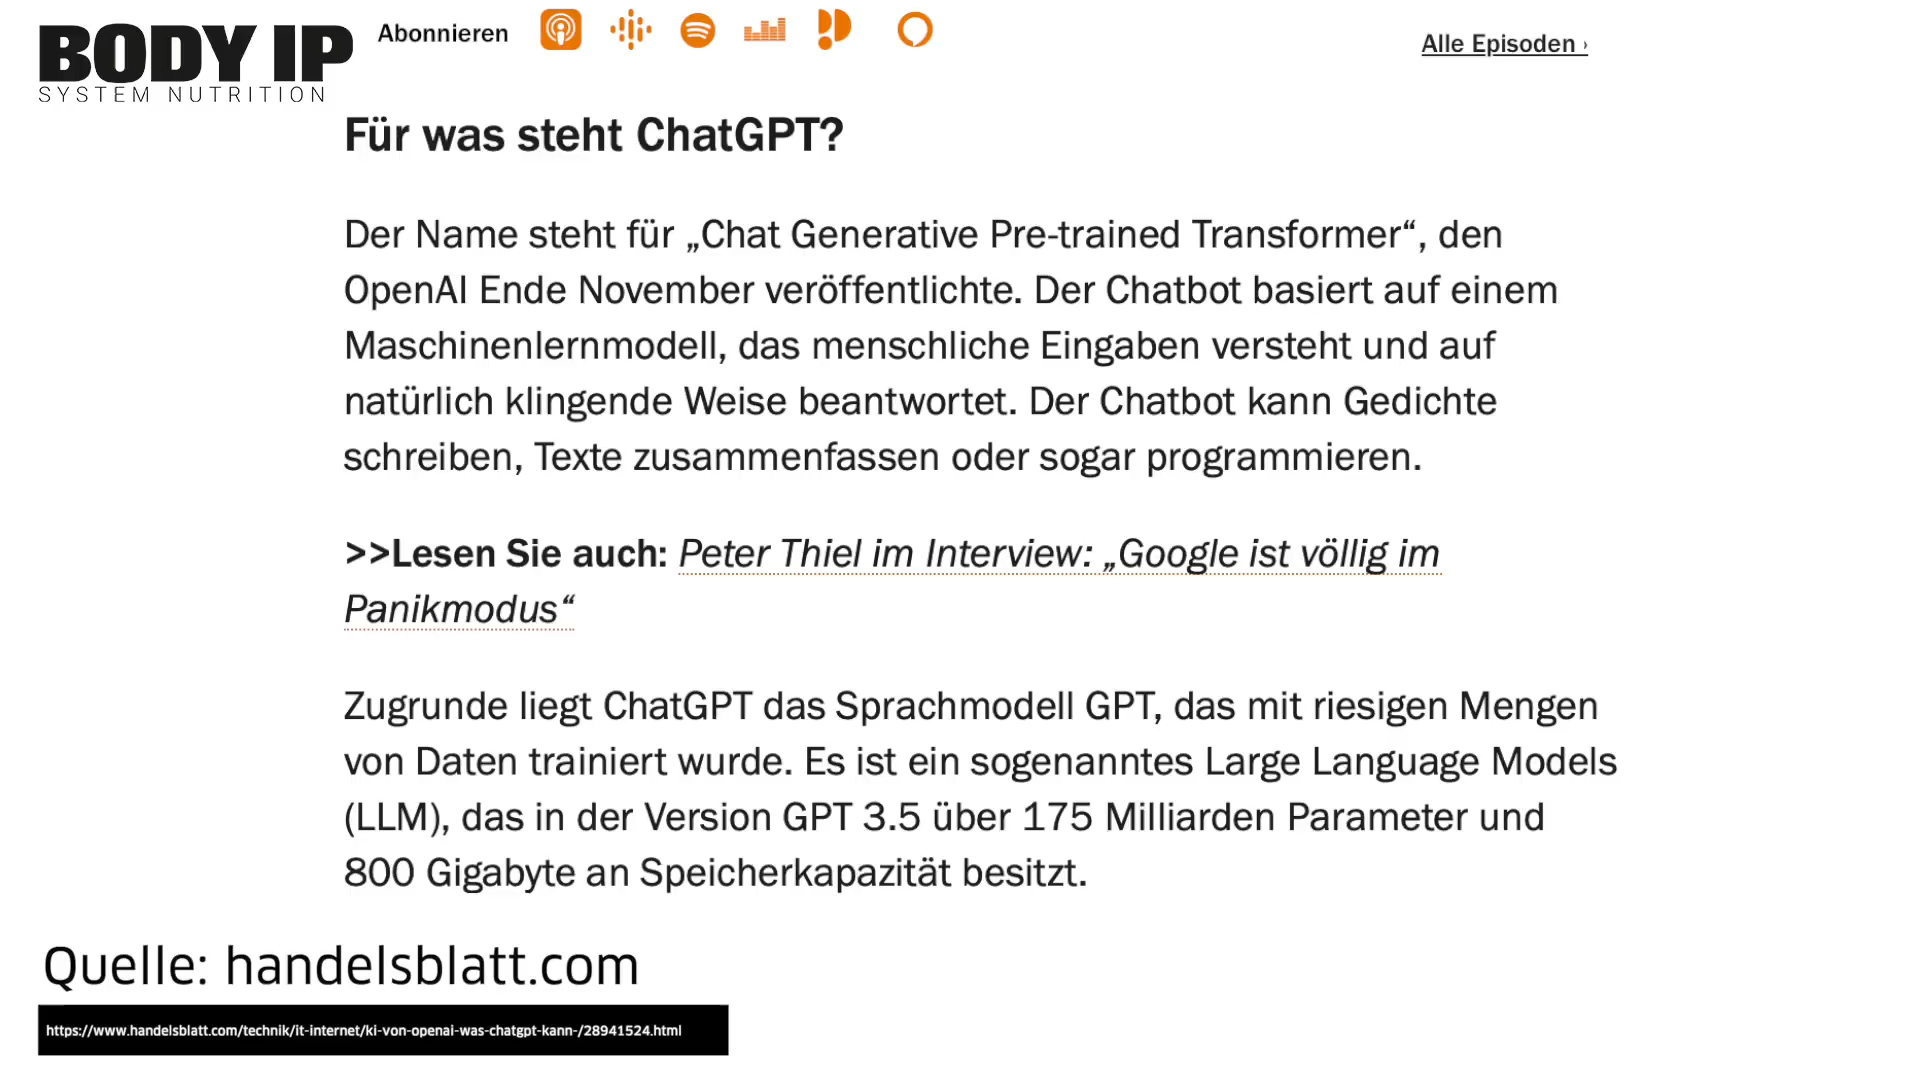 BODY IP
SYSTEM NUTRITION
Abonnieren
Alle Episoden ›
Für was steht ChatGPT?
Der Name steht für „Chat Generative Pre-trained Transformer“, den
OpenAI Ende November veröffentlichte. Der Chatbot basiert auf einem
Maschinenlernmodell, das menschliche Eingaben versteht und auf
natürlich klingende Weise beantwortet. Der Chatbot kann Gedichte
schreiben, Texte zusammenfassen oder sogar programmieren.
>>Lesen Sie auch: Peter Thiel im Interview: „Google ist völlig im
Panikmodus“
Zugrunde liegt ChatGPT das Sprachmodell GPT, das mit riesigen Mengen
von Daten trainiert wurde. Es ist ein sogenanntes Large Language Models
(LLM), das in der Version GPT 3.5 über 175 Milliarden Parameter und
800 Gigabyte an Speicherkapazität besitzt.
Quelle: handelsblatt.com
https://www.handelsblatt.com/technik/it-internet/ki-von-openai-was-chatgpt-kann-/28941524.html